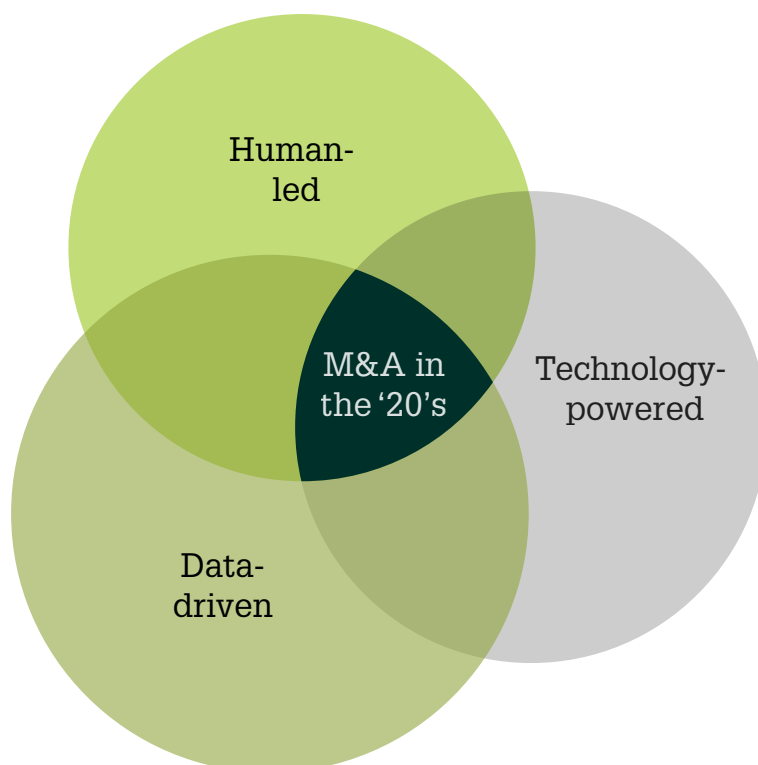 Human-
led
M&A in
the ‘20’s
Technology-
powered
Data-
driven